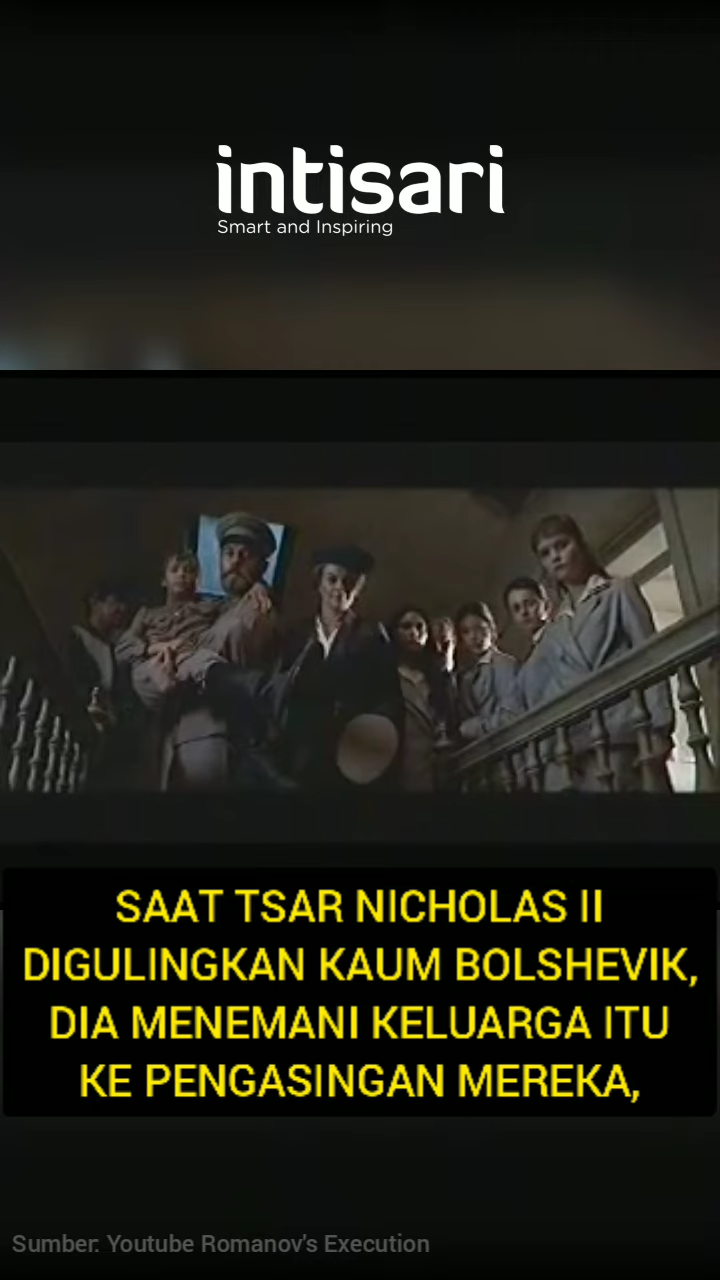 intisari
Smart and Inspiring
SAAT TSAR NICHOLAS II
DIGULINGKAN KAUM BOLSHEVIK,
DIA MENEMANI KELUARGA ITU
KE PENGASINGAN MEREKA,
Sumber: Youtube Romanov's Execution